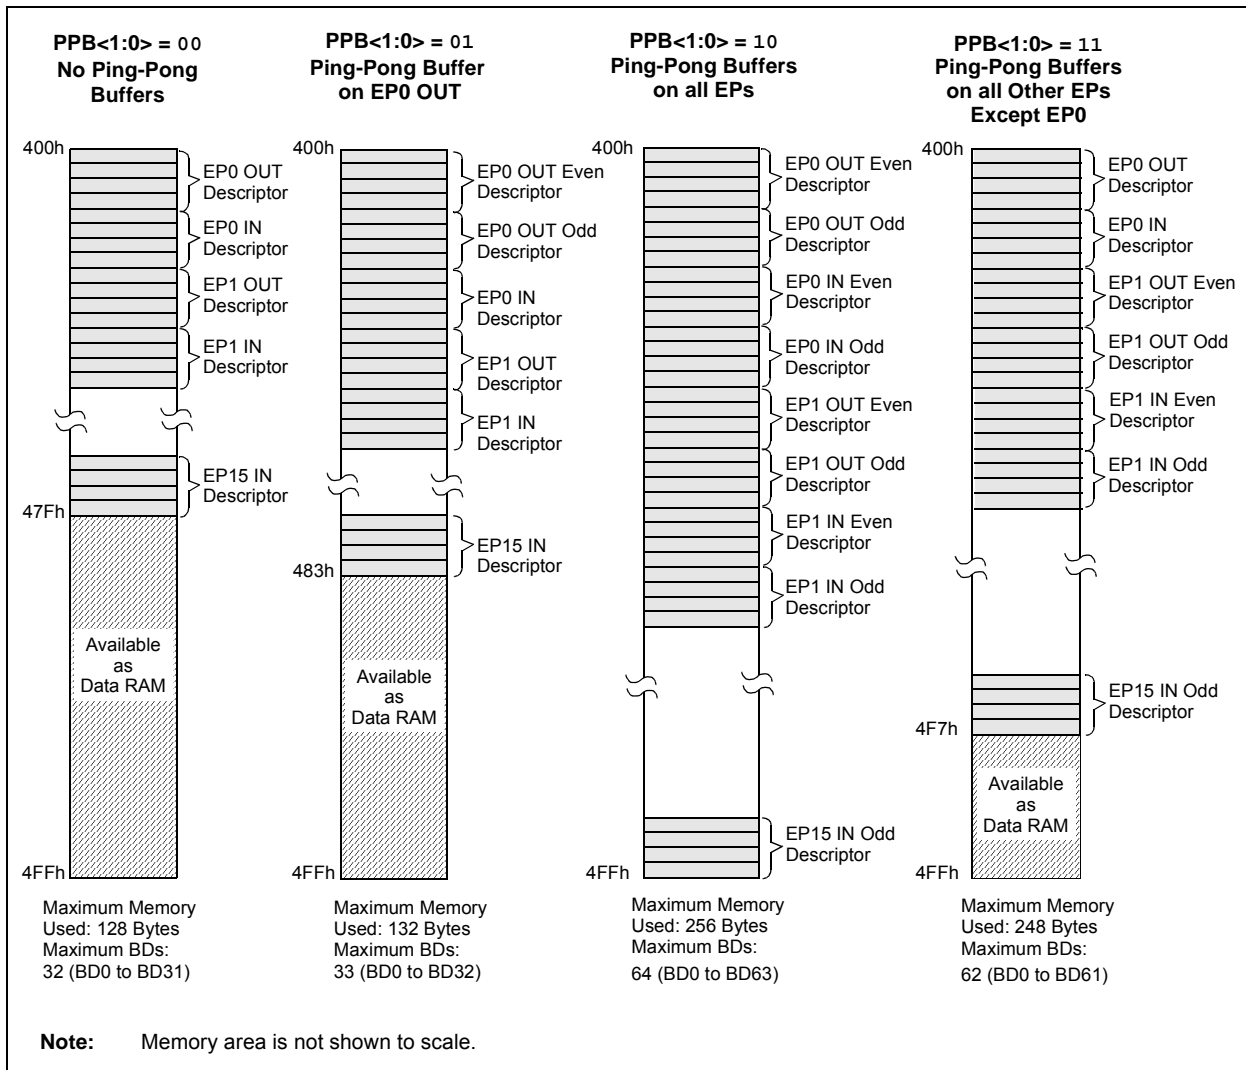 PPB<1:0> = 00
No Ping-Pong
Buffers
400h
EP0 OUT
Descriptor
EP0 IN
Descriptor
EP1 OUT
Descriptor
EP1 IN
Descriptor
EP15 IN
Descriptor
47Fh
Available
as
Data RAM
4FFh
Maximum Memory
Used: 128 Bytes
Maximum BDs:
32 (BD0 to BD31)
PPB<1:0> = 01
Ping-Pong Buffer
on EP0 OUT
400h
EP0 OUT Even
Descriptor
EP0 OUT Odd
Descriptor
EP0 IN
Descriptor
EP1 OUT
Descriptor
EP1 IN
Descriptor
EP15 IN
Descriptor
483h
Available
as
Data RAM
4FFh
Maximum Memory
Used: 132 Bytes
Maximum BDs:
33 (BD0 to BD32)
PPB<1:0> = 10
Ping-Pong Buffers
on all EPs
400h
EP0 OUT Even
Descriptor
EP0 OUT Odd
Descriptor
EP0 IN Even
Descriptor
EP0 IN Odd
Descriptor
EP1 OUT Even
Descriptor
EP1 OUT Odd
Descriptor
EP1 IN Even
Descriptor
EP1 IN Odd
Descriptor
EP15 IN Odd
Descriptor
4FFh
Maximum Memory
Used: 256 Bytes
Maximum BDs:
64 (BD0 to BD63)
PPB<1:0> = 11
Ping-Pong Buffers
on all Other EPs
Except EP0
400h
EP0 OUT
Descriptor
EP0 IN
Descriptor
EP1 OUT Even
Descriptor
EP1 OUT Odd
Descriptor
EP1 IN Even
Descriptor
EP1 IN Odd
Descriptor
EP15 IN Odd
Descriptor
4F7h
Available
as
Data RAM
4FFh
Maximum Memory
Used: 248 Bytes
Maximum BDs:
62 (BD0 to BD61)
Note: Memory area is not shown to scale.